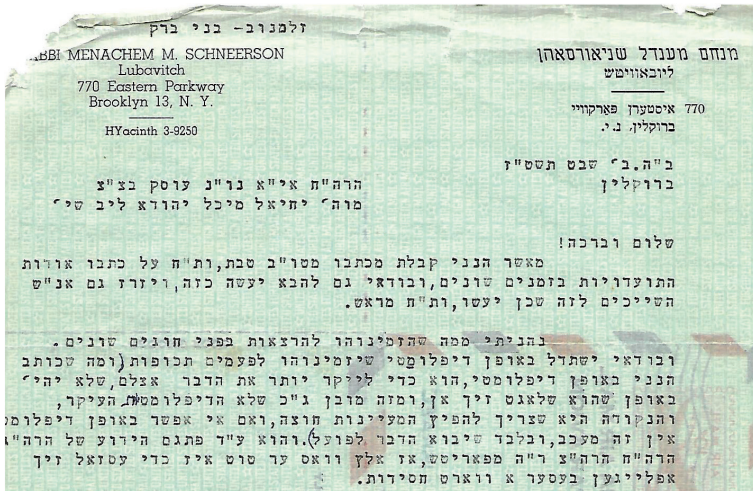 זלמנוב- בני ברק
RABBI MENACHEM M. SCHNEERSON
Lubavitch
770 Eastern Parkway
Brooklyn 13, N. Y.
HYacinth 3-9250
מנחם מענדל שניאורסאהן
ליובאוויטש
770 איסטערן פארקוויי
ברוקלין, נ. י.
ב"ה. ב' שבט תשט"ז
ברוקלין
הרה"ח אי"א נו"נ עוסק בצ"צ
מוה' יחיאל מיכל יהודא ליב שי'
שלום וברכה!
מאשר הנני קבלת מכתבו מטו"ב טבת, ות"ח על כתבו אודות
התועדויות בזמנים שונים, ובודאי גם להבא יעשה כזה, ויזרז גם אנ"ש
השייכים לזה שכן יעשו, ות"ח מראש.
נהניתי ממה שהזמינוהו להרצאות בפני חוגים שונים.
ובודאי ישתדל באופן דיפלומטי שיזמינוהו לפעמים תכופות (ומה שכותב
הנני באופן דיפלומטי, הוא כדי לייקר יותר את הדבר אצלם, שלא יהי'
באופן שהוא שלאגט זיך אן, ומזה מובן ג"כ שלא הדיפלומטית העיקר,
והנקודה היא שצריך להפיץ המעיינות חוצה, ואם אי אפשר באופן דיפלומט
אין זה מעכב, ובלבד שיבוא הדבר לפועל). והוא ע"ד פתגם הידוע של הרה"ג
הרה"ח הרה"צ ר"ה מפאריטש, אז אלץ וואס ער טוט איז כדי עסזאל זיך
אפלייגען בעסער א ווארט חסידות.